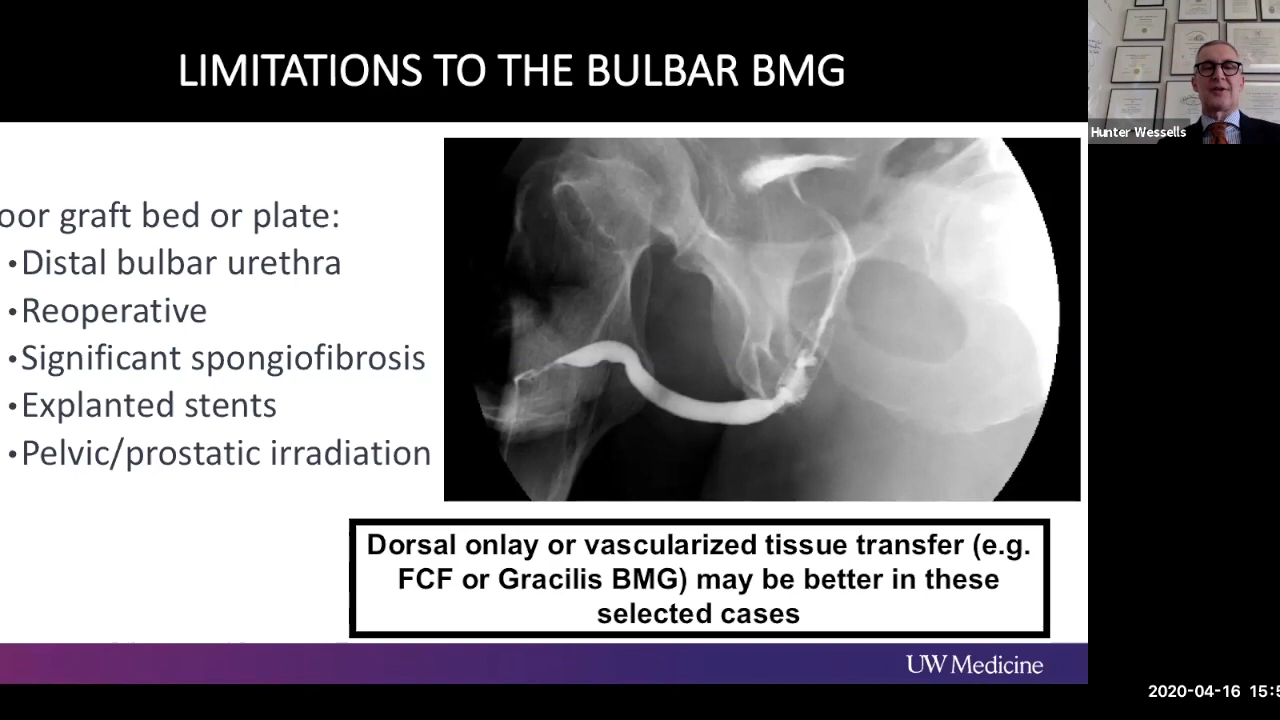 LIMITATIONS TO THE BULBAR BMG
Hunter Wessells
oor graft bed or plate:
•Distal bulbar urethra
•Reoperative
•Significant spongiofibrosis
•Explanted stents
•Pelvic/prostatic irradiation
Dorsal onlay or vascularized tissue transfer (e.g.
FCF or Gracilis BMG) may be better in these
selected cases
UW Medicine
2020-04-16 15:5